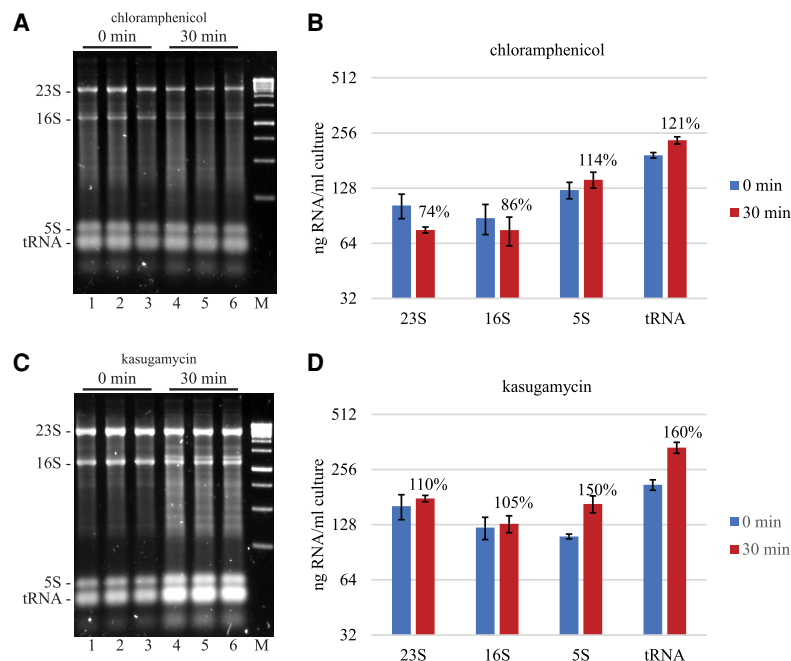 A
chloramphenicol
0 min 30 min
23S -
16S -
5S -
tRNA -
1 2 3 4 5 6 M
B
chloramphenicol
ng RNA/ml culture
512
256
128
64
32
74%
86%
114%
121%
23S 16S 5S tRNA
0 min
30 min
C
kasugamycin
0 min 30 min
23S -
16S -
5S -
tRNA -
1 2 3 4 5 6 M
D
kasugamycin
ng RNA/ml culture
512
256
128
64
32
110%
105%
150%
160%
23S 16S 5S tRNA
0 min
30 min